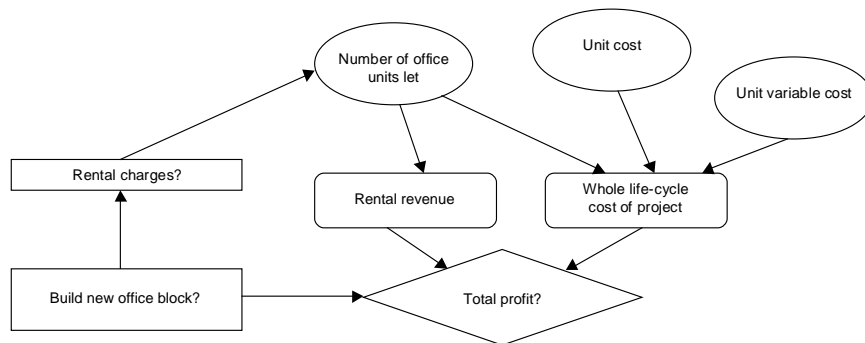 Number of office
units let
Unit cost
Unit variable cost
Rental charges?
Rental revenue
Whole life-cycle
cost of project
Build new office block?
Total profit?